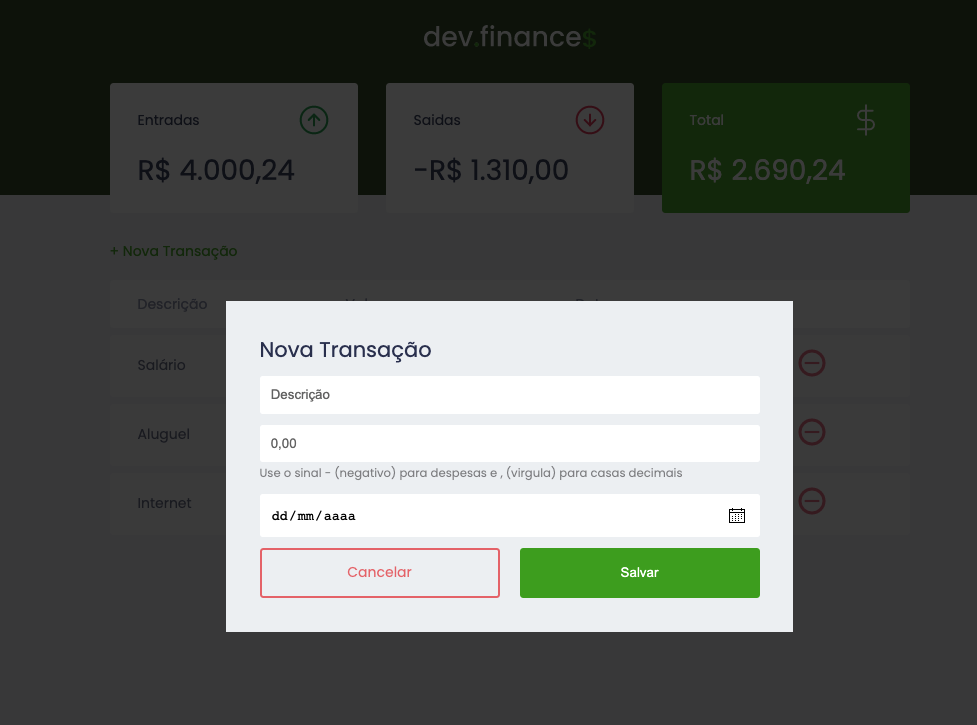 dev.finance$
Entradas
Saidas
Total
R$ 4.000,24
-R$ 1.310,00
R$ 2.690,24
+ Nova Transação
Descrição
Salário
Aluguel
Internet
Nova Transação
Descrição
0,00
Use o sinal - (negativo) para despesas e , (virgula) para casas decimais
dd/mm/aaaa
Cancelar
Salvar